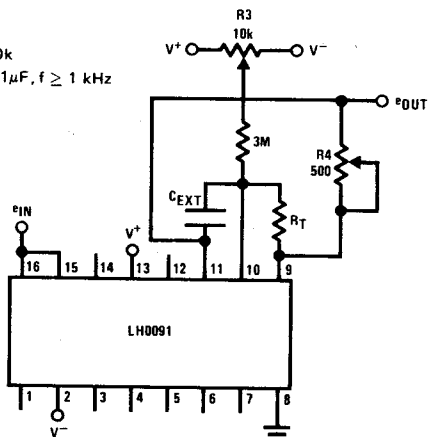 R3
10k
V+ V−
0k
1μF, f ≥ 1 kHz
eOUT
3M
R4
500
CEXT
RT
eIN
V+
16 15 14 13 12 11 10 9
LH0091
1 2 3 4 5 6 7 8
V−